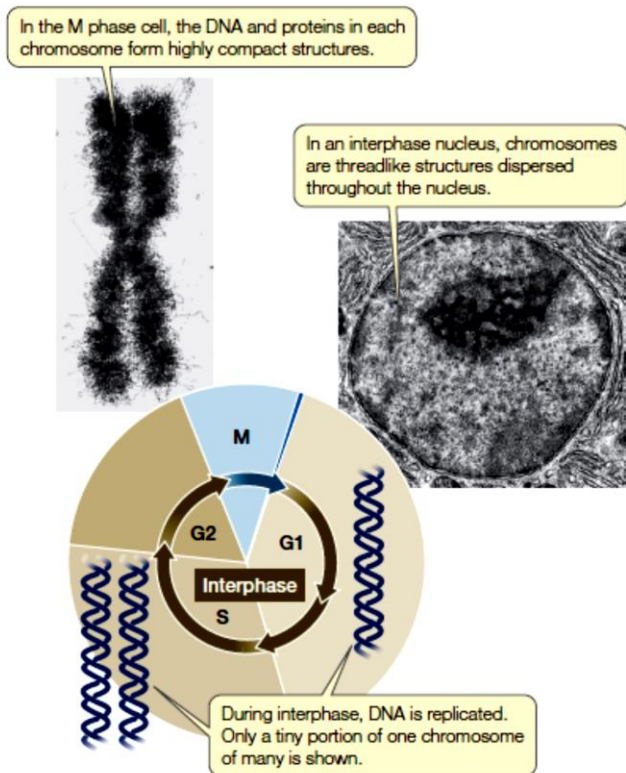 In the M phase cell, the DNA and proteins in each
chromosome form highly compact structures.
In an interphase nucleus, chromosomes
are threadlike structures dispersed
throughout the nucleus.
M
G2
G1
Interphase
S
During interphase, DNA is replicated.
Only a tiny portion of one chromosome
of many is shown.